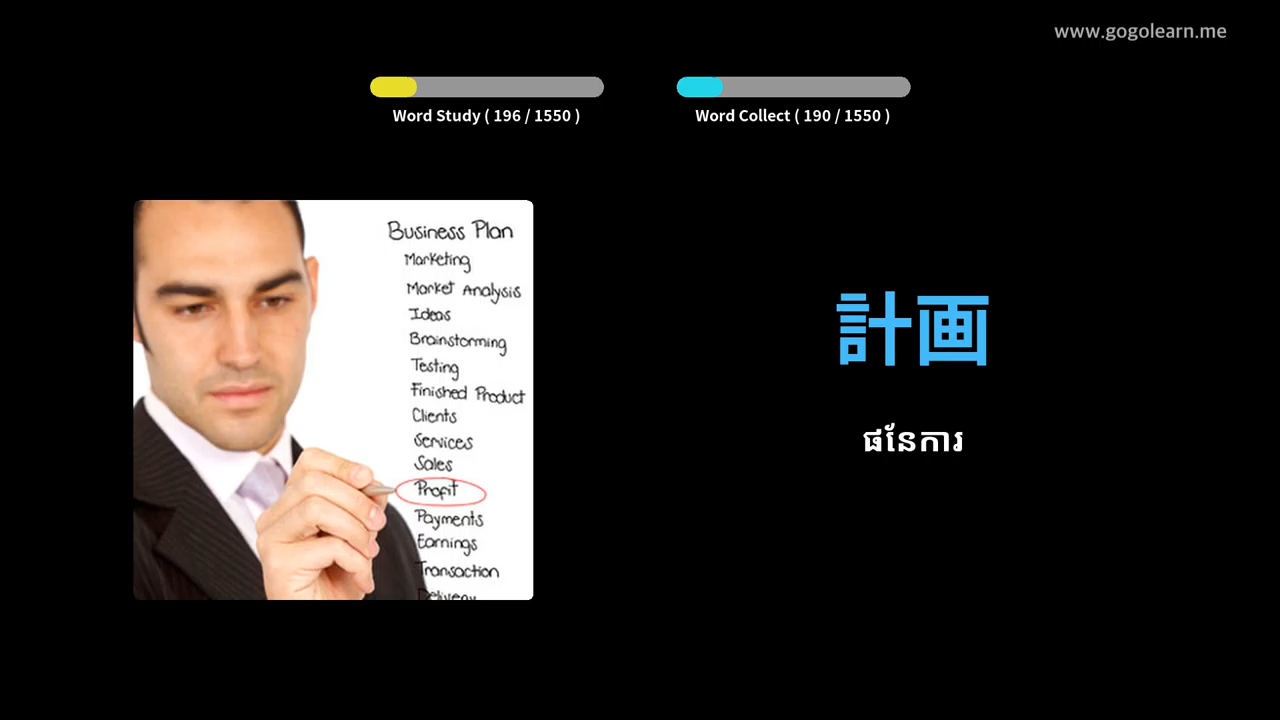 www.gogolearn.me
Word Study ( 196 / 1550 )
Word Collect ( 190 / 1550 )
Business Plan
Marketing
Market Analysis
Ideas
Brainstorming
Testing
Finished Product
Clients
Services
Sales
Profit
Payments
Earnings
Transaction
Delivery
計画
ផែនការ